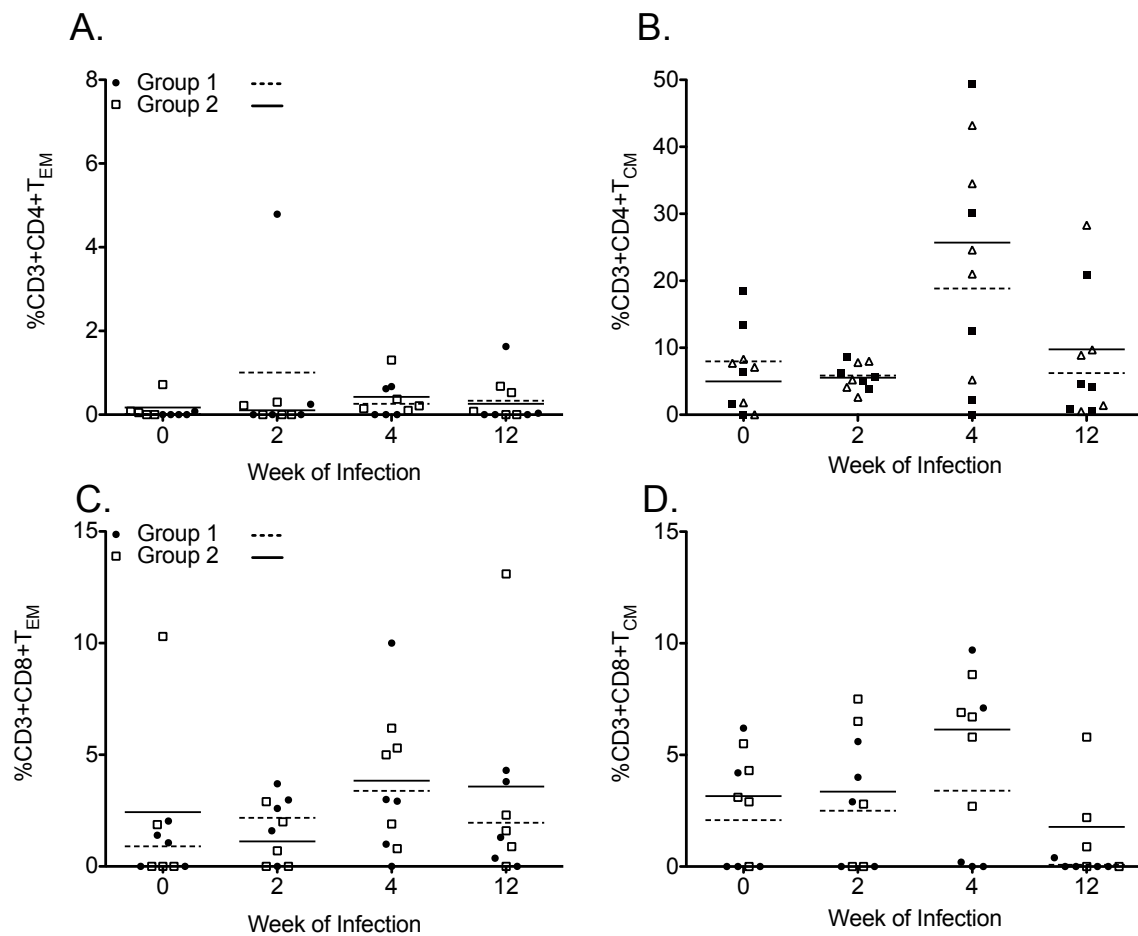 A.
8
6
4
2
0
%CD3+CD4+TEM
Group 1
Group 2
0 2 4 12
Week of Infection
B.
50
40
30
20
10
0
%CD3+CD4+TCM
0 2 4 12
Week of Infection
C.
15
10
5
0
%CD3+CD8+TEM
Group 1
Group 2
0 2 4 12
Week of Infection
D.
15
10
5
0
%CD3+CD8+TCM
0 2 4 12
Week of Infection